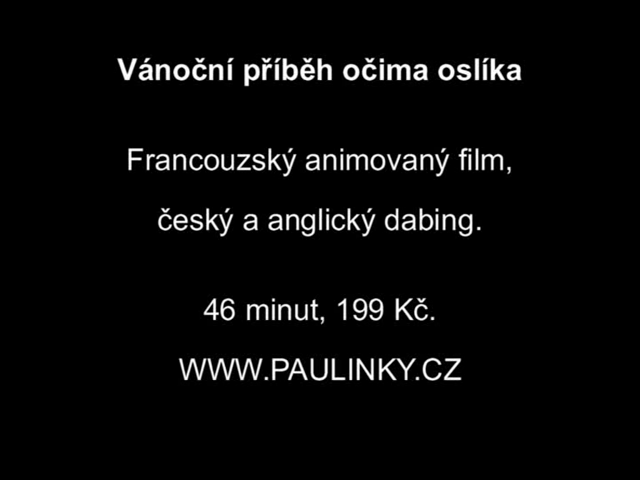 Vánoční příběh očima oslíka
Francouzský animovaný film,
český a anglický dabing.
46 minut, 199 Kč.
WWW.PAULINKY.CZ